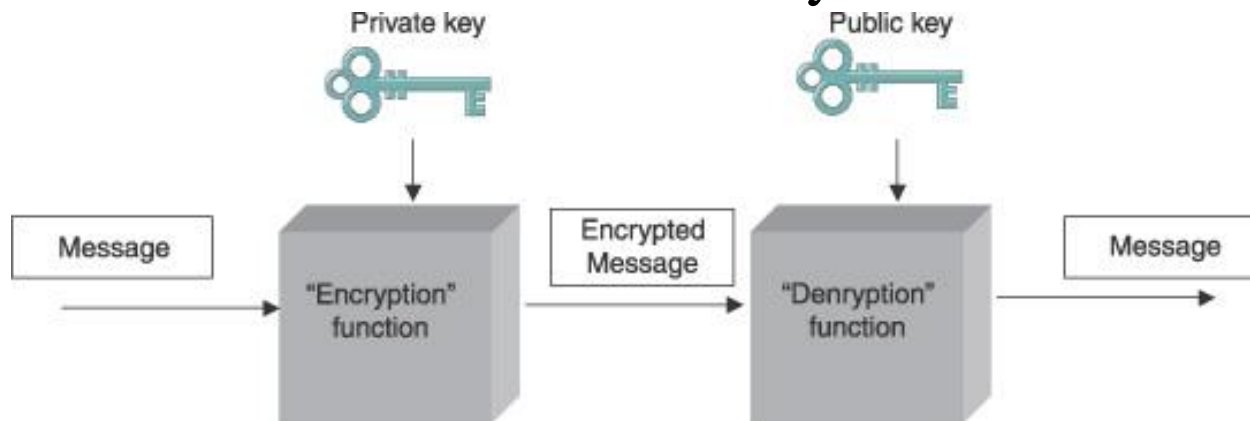 Private key
Public key
Message
Encrypted
Message
Message
"Encryption"
function
"Denryption"
function